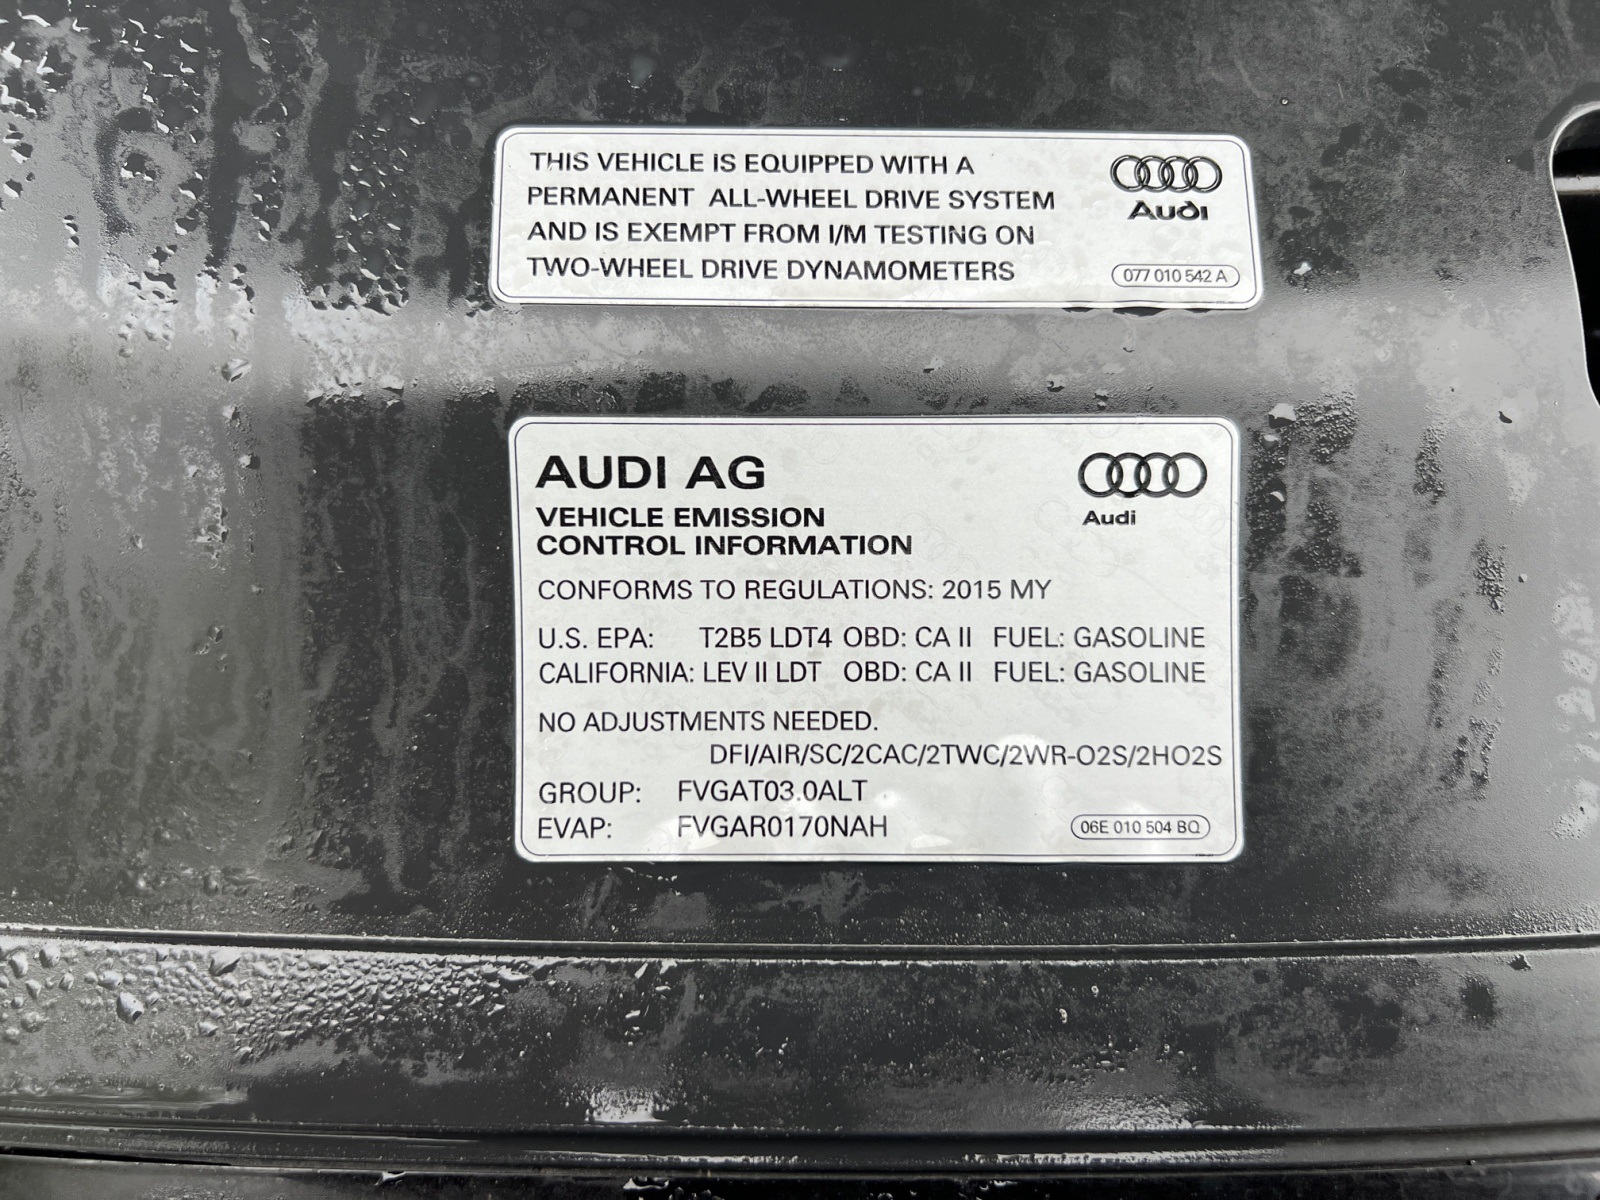 THIS VEHICLE IS EQUIPPED WITH A
PERMANENT ALL-WHEEL DRIVE SYSTEM
AND IS EXEMPT FROM I/M TESTING ON
TWO-WHEEL DRIVE DYNAMOMETERS
Audi
077 010 542 A
AUDI AG
Audi
VEHICLE EMISSION
CONTROL INFORMATION
CONFORMS TO REGULATIONS: 2015 MY
U.S. EPA: T2B5 LDT4 OBD: CA II FUEL: GASOLINE
CALIFORNIA: LEV II LDT OBD: CA II FUEL: GASOLINE
NO ADJUSTMENTS NEEDED.
DFI/AIR/SC/2CAC/2TWC/2WR-O2S/2HO2S
GROUP: FVGAT03.0ALT
EVAP: FVGAR0170NAH
06E 010 504 BQ